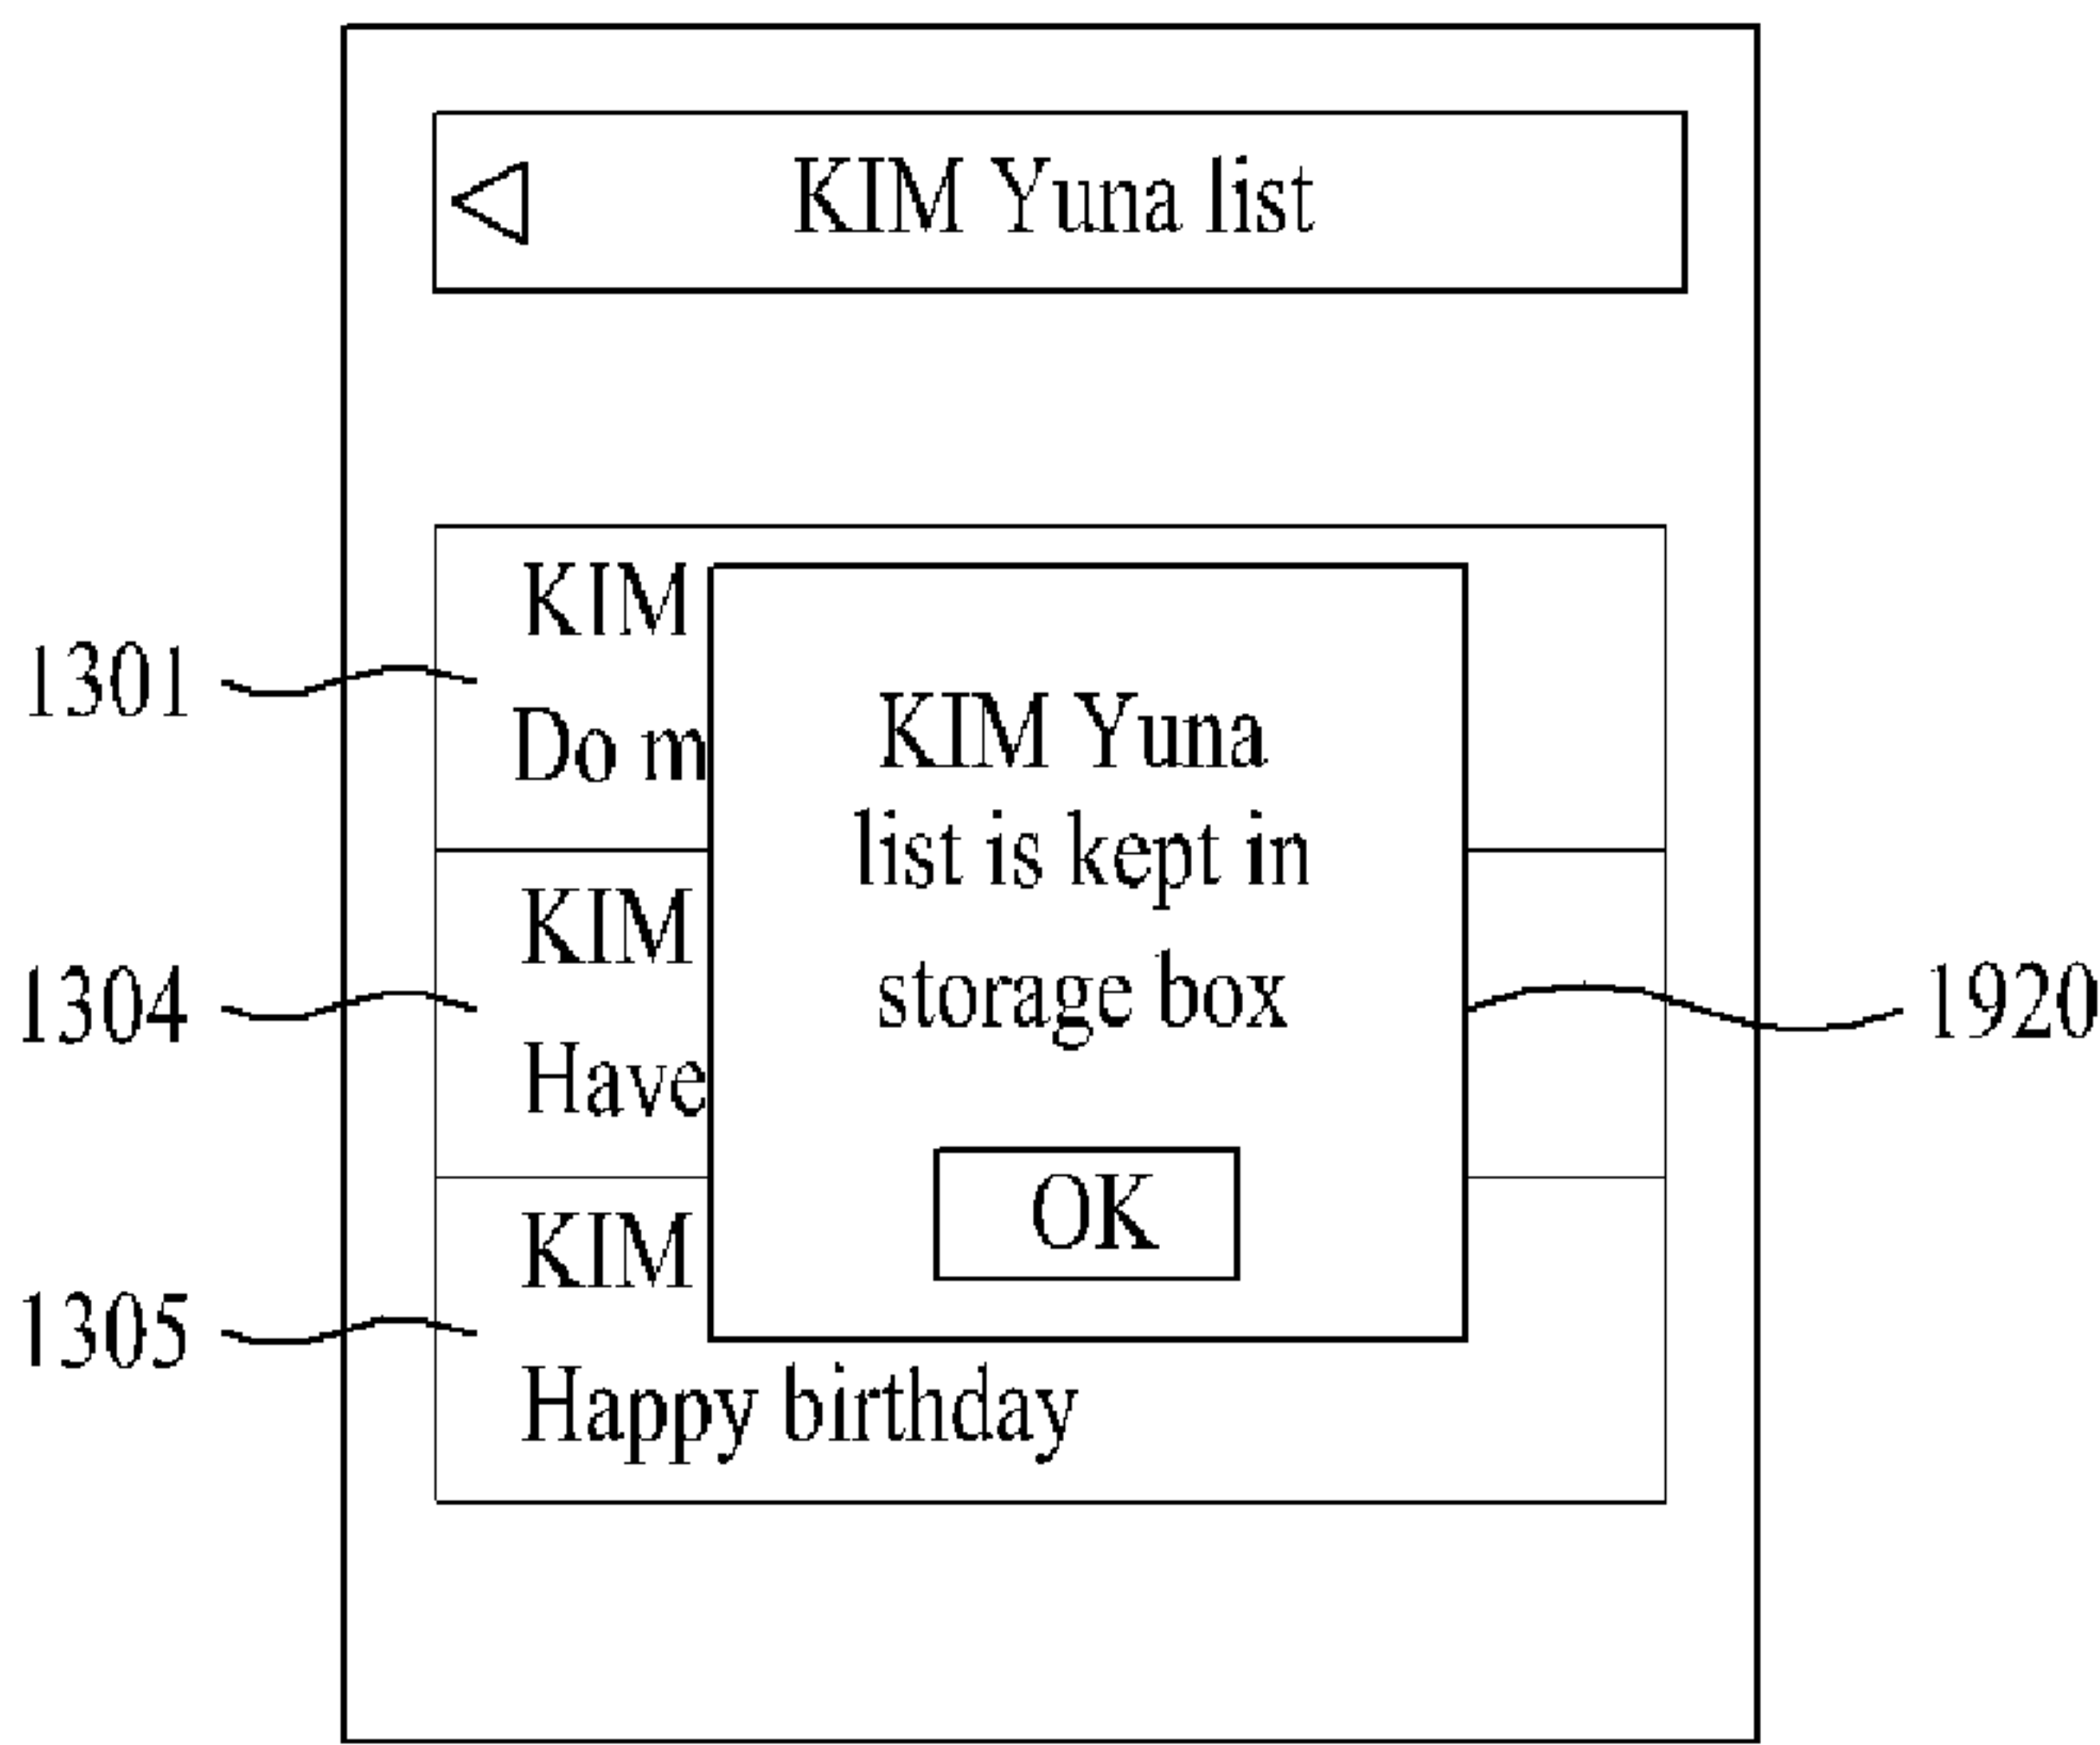 KIM Yuna list
KIM
1301
Do m
KIM Yuna
list is kept in
storage box
KIM
1304
Have
1920
OK
KIM
1305
Happy birthday